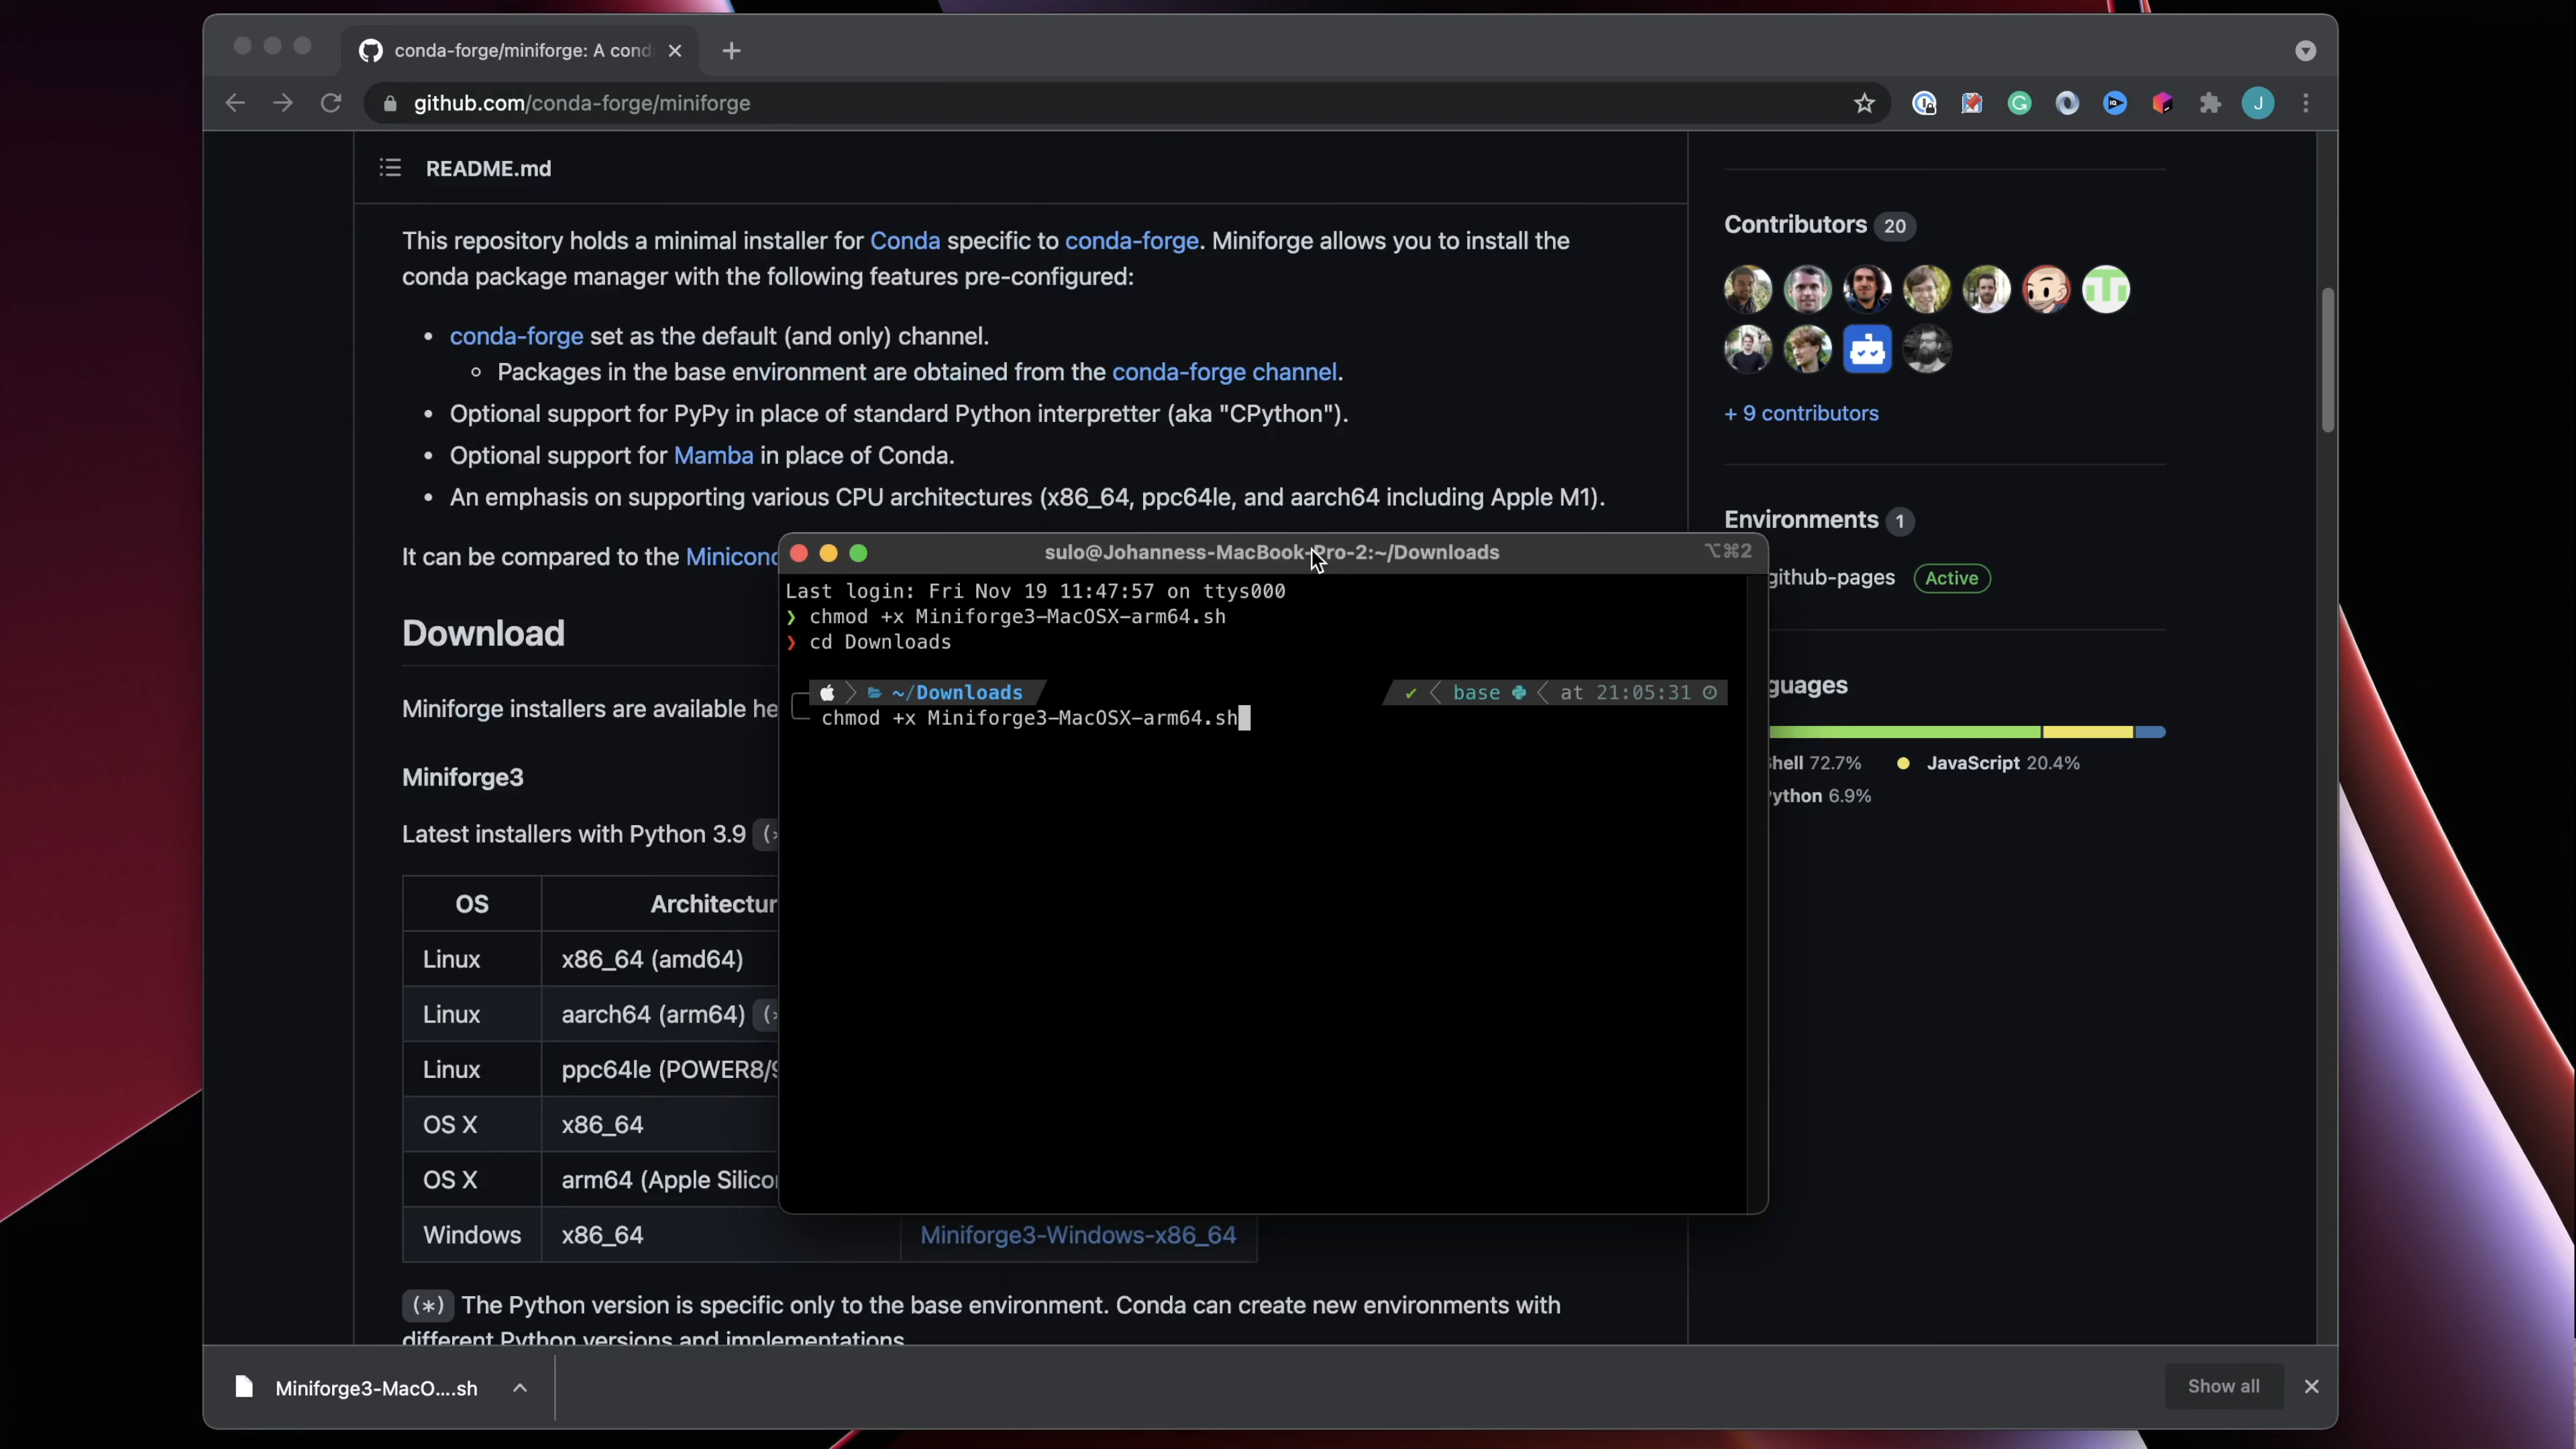 conda-forge/miniforge: A cond
github.com/conda-forge/miniforge
J
README.md
This repository holds a minimal installer for Conda specific to conda-forge. Miniforge allows you to install the
conda package manager with the following features pre-configured:
• conda-forge set as the default (and only) channel.
Packages in the base environment are obtained from the conda-forge channel.
• Optional support for PyPy in place of standard Python interpretter (aka "CPython").
• Optional support for Mamba in place of Conda.
• An emphasis on supporting various CPU architectures (x86_64, ppc64le, and aarch64 including Apple M1).
It can be compared to the Minicond
Download
Miniforge installers are available he
Miniforge3
Latest installers with Python 3.9 (
OS Architectur
Linux x86_64 (amd64)
Linux aarch64 (arm64) (
Linux ppc64le (POWER8/9
OS X x86_64
OS X arm64 (Apple Silicon
Windows x86_64 Miniforge3-Windows-x86_64
(*) The Python version is specific only to the base environment. Conda can create new environments with
different Python versions and implementations
Contributors 20
+ 9 contributors
Environments 1
github-pages Active
guages
hell 72.7% JavaScript 20.4%
ython 6.9%
sulo@Johanness-MacBook-Pro-2:~/Downloads ⌥⌘2
Last login: Fri Nov 19 11:47:57 on ttys000
❯ chmod +x Miniforge3-MacOSX-arm64.sh
❯ cd Downloads
~/Downloads ✔ base at 21:05:31
chmod +x Miniforge3-MacOSX-arm64.sh
Miniforge3-MacO....sh
Show all